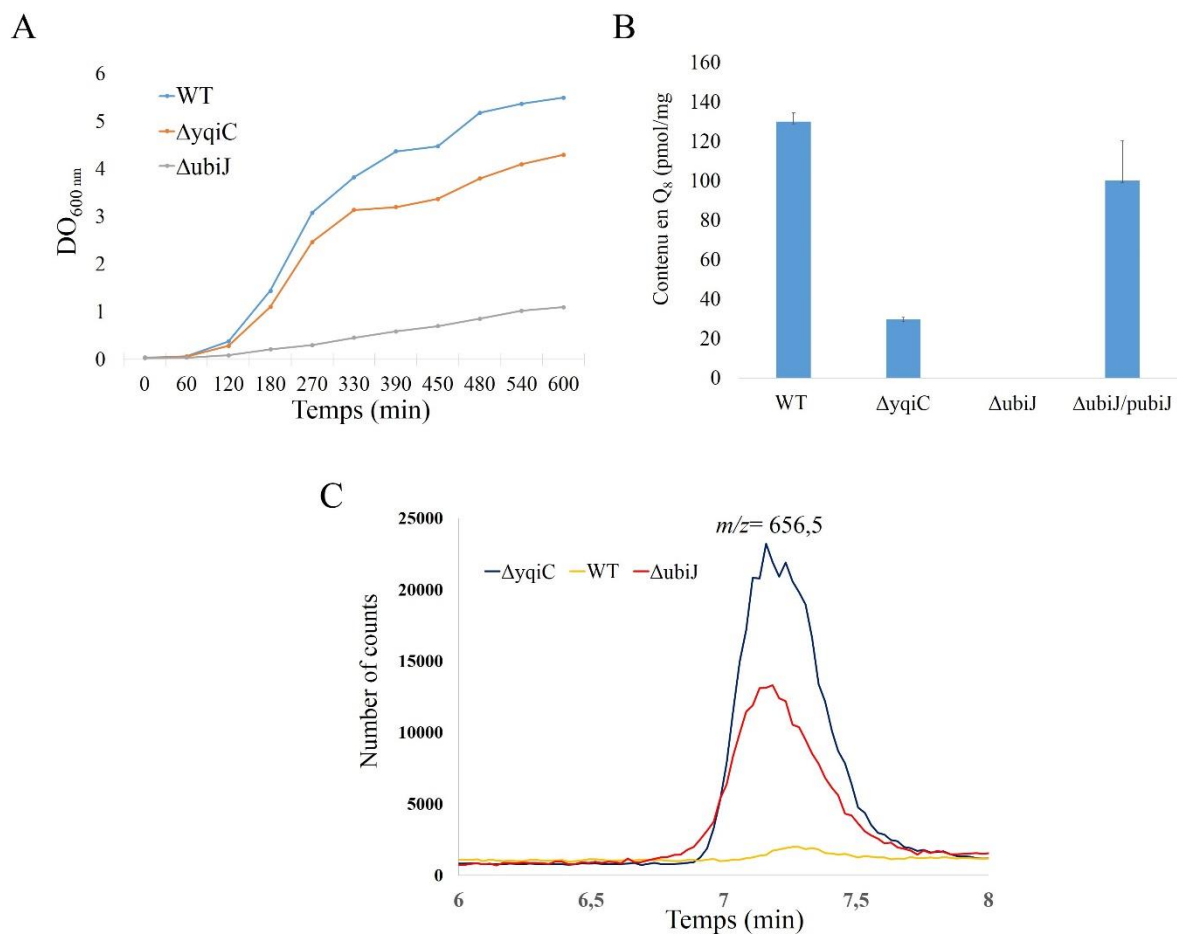 A
DO600 nm
6
5
4
3
2
1
0
WT
ΔyqiC
ΔubiJ
0 60 120 180 270 330 390 450 480 540 600
Temps (min)
B
Contenu en Q8 (pmol/mg)
160
140
120
100
80
60
40
20
0
WT ΔyqiC ΔubiJ ΔubiJ/pubiJ
C
m/z= 656,5
ΔyqiC WT ΔubiJ
Number of counts
25000
20000
15000
10000
5000
0
6 6,5 7 7,5 8
Temps (min)